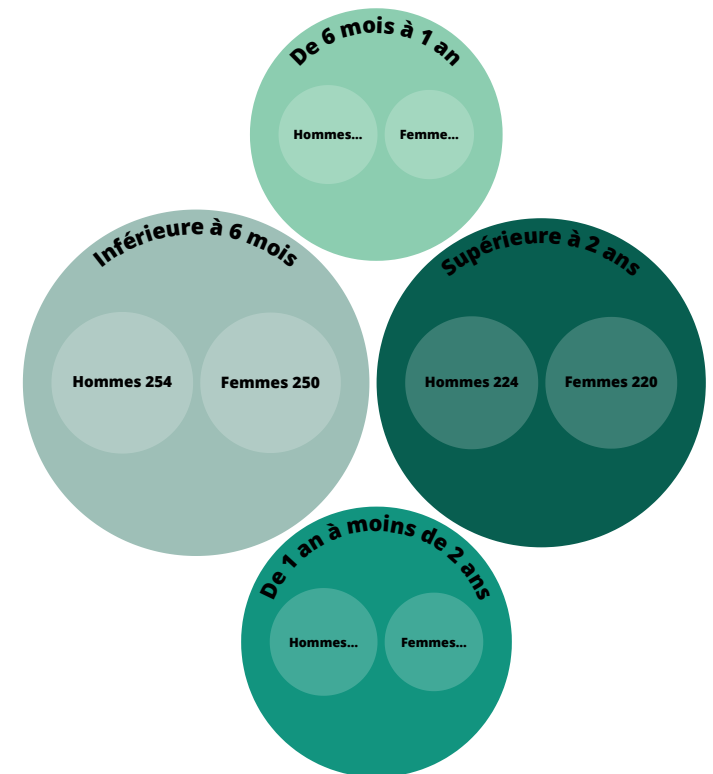 De 6 mois à 1 an
Hommes...
Femme...
Inférieure à 6 mois
Hommes 254
Femmes 250
Supérieure à 2 ans
Hommes 224
Femmes 220
De 1 an à moins de 2 ans
Hommes...
Femmes...